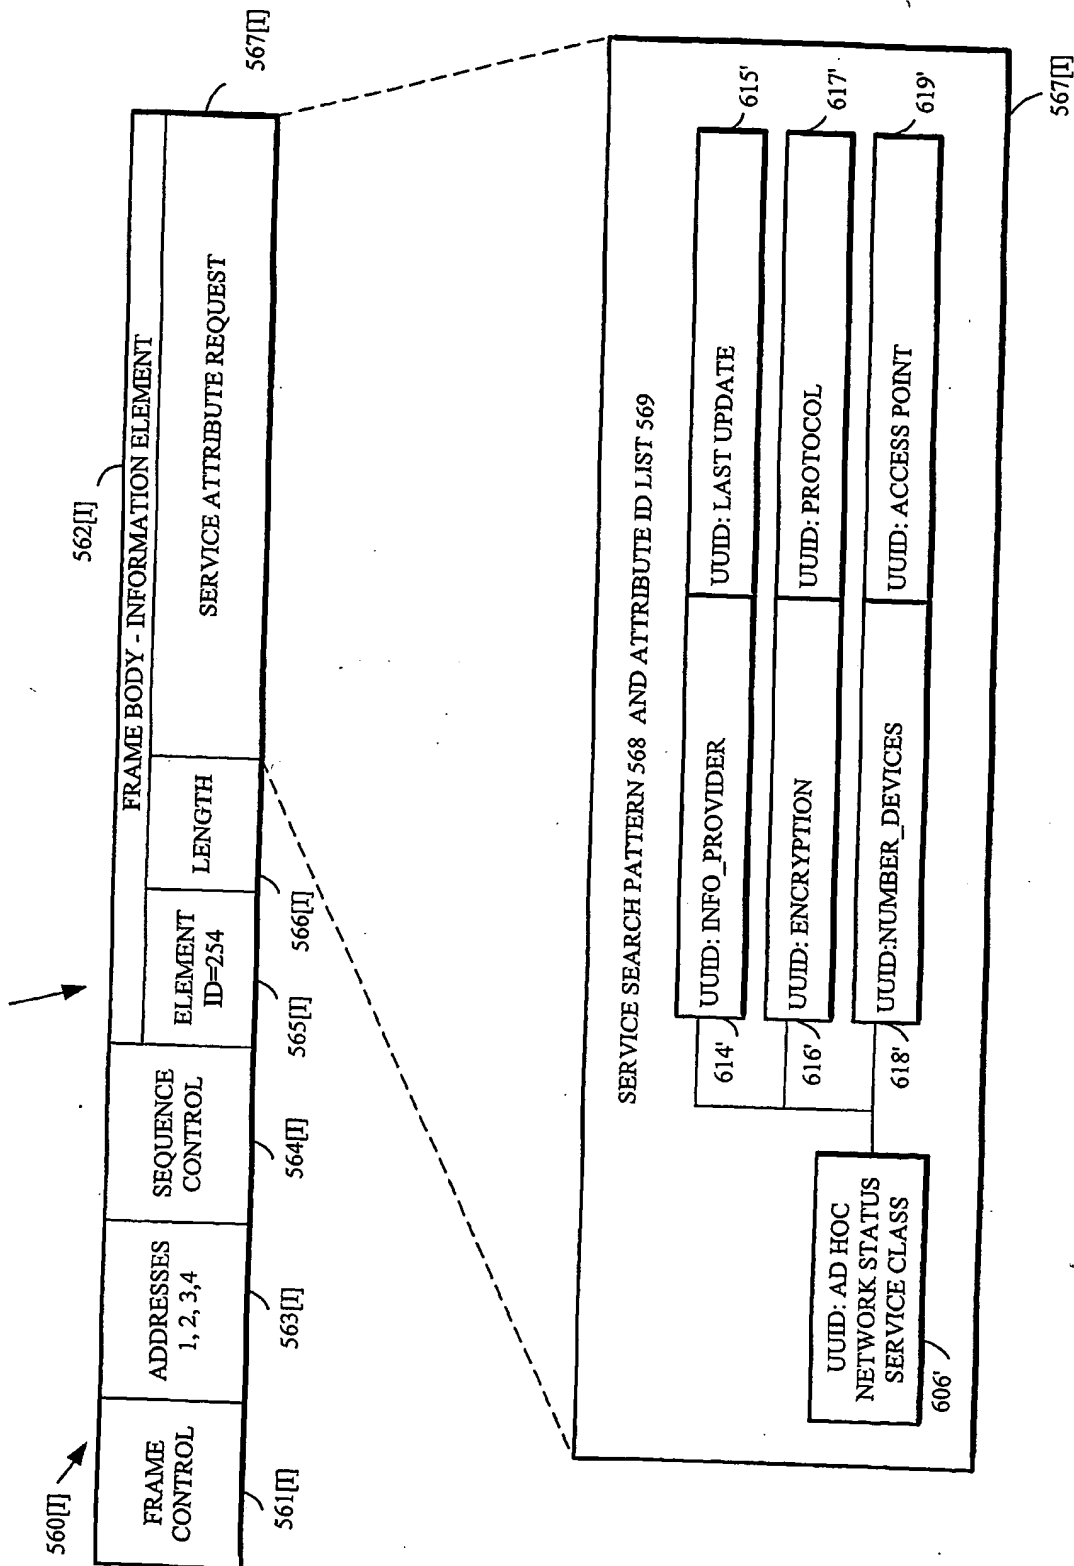 560[I]
FRAME
CONTROL
561[I]
ADDRESSES
1, 2, 3,4
563[I]
SEQUENCE
CONTROL
564[I]
562[I]
FRAME BODY - INFORMATION ELEMENT
ELEMENT
ID=254
565[I]
LENGTH
566[I]
SERVICE ATTRIBUTE REQUEST
567[I]
SERVICE SEARCH PATTERN 568 AND ATTRIBUTE ID LIST 569
UUID: AD HOC
NETWORK STATUS
SERVICE CLASS
606'
614'
UUID: INFO_PROVIDER
UUID: LAST UPDATE
615'
616'
UUID: ENCRYPTION
UUID: PROTOCOL
617'
618'
UUID:NUMBER_DEVICES
UUID: ACCESS POINT
619'
567[I]